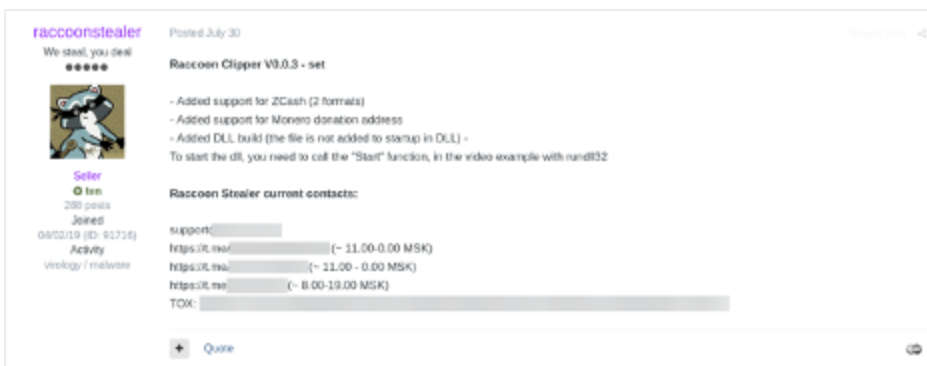 raccoonstealer
We steal, you deal
Seller
ten
288 posts
Joined
04/02/19 (ID: 91716)
Activity
virology / malware
Posted July 30
Raccoon Clipper V0.0.3 - set
- Added support for ZCash (2 formats)
- Added support for Monero donation address
- Added DLL build (the file is not added to startup in DLL) -
To start the dll, you need to call the "Start" function, in the video example with rundll32
Raccoon Stealer current contacts:
support
https://t.me/ (~ 11.00-0.00 MSK)
https://t.me/ (~ 11.00 - 0.00 MSK)
https://t.me (~ 8.00-19.00 MSK)
TOX:
+ Quote